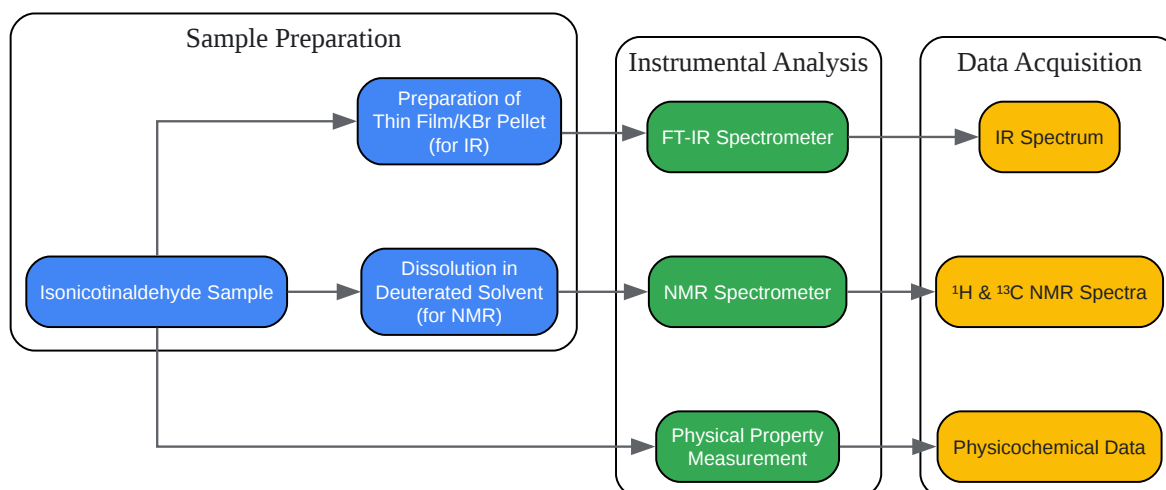 Sample Preparation
Preparation of
Thin Film/KBr Pellet
(for IR)
Isonicotinaldehyde Sample
Dissolution in
Deuterated Solvent
(for NMR)
Instrumental Analysis
FT-IR Spectrometer
NMR Spectrometer
Physical Property
Measurement
Data Acquisition
IR Spectrum
¹H & ¹³C NMR Spectra
Physicochemical Data